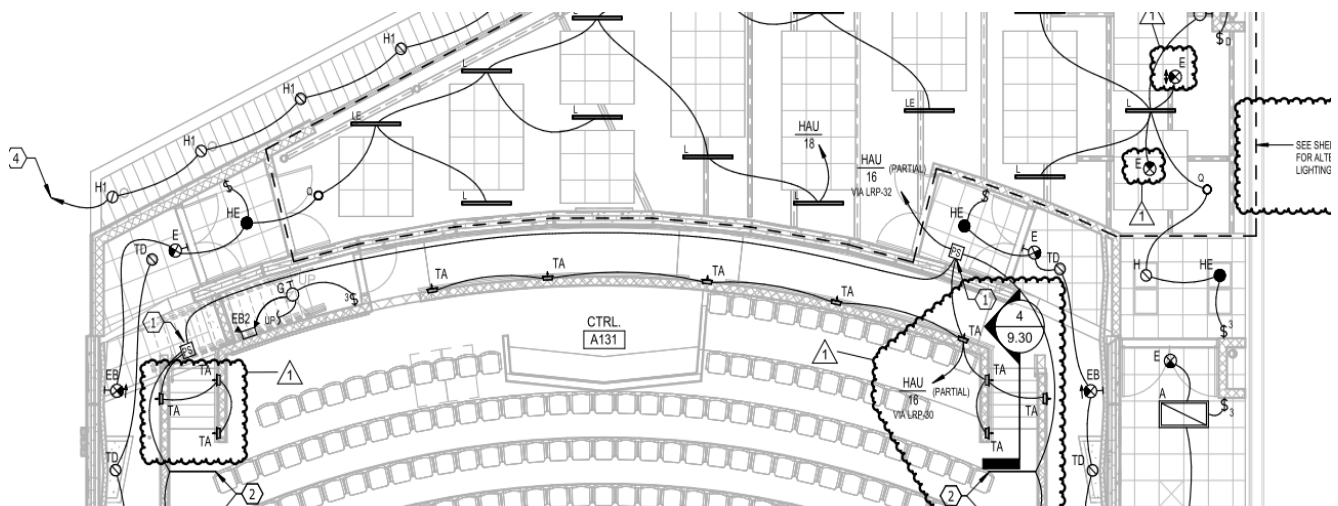 1
D
H1
L
L
E
H1
LE
L
LE
L
HAU
18
H1
L
HAU
16
(PARTIAL)
VIA LRP-32
E
SEE SHE
FOR ALTE
LIGHTING
4
H1
Q
L
L
L
Q
1
HE
HE
E
E
TD
TD
PS
H
HE
TA
TA
TA
TA
UP
G
3
1
1
EB2
UP
CTRL.
A131
4
9.30
3
TA
PS
1
E
EB
TA
1
HAU
16
(PARTIAL)
VIA LRP-30
TA
EB
TA
TA
A
3
TA
TA
TD
TD
2
2